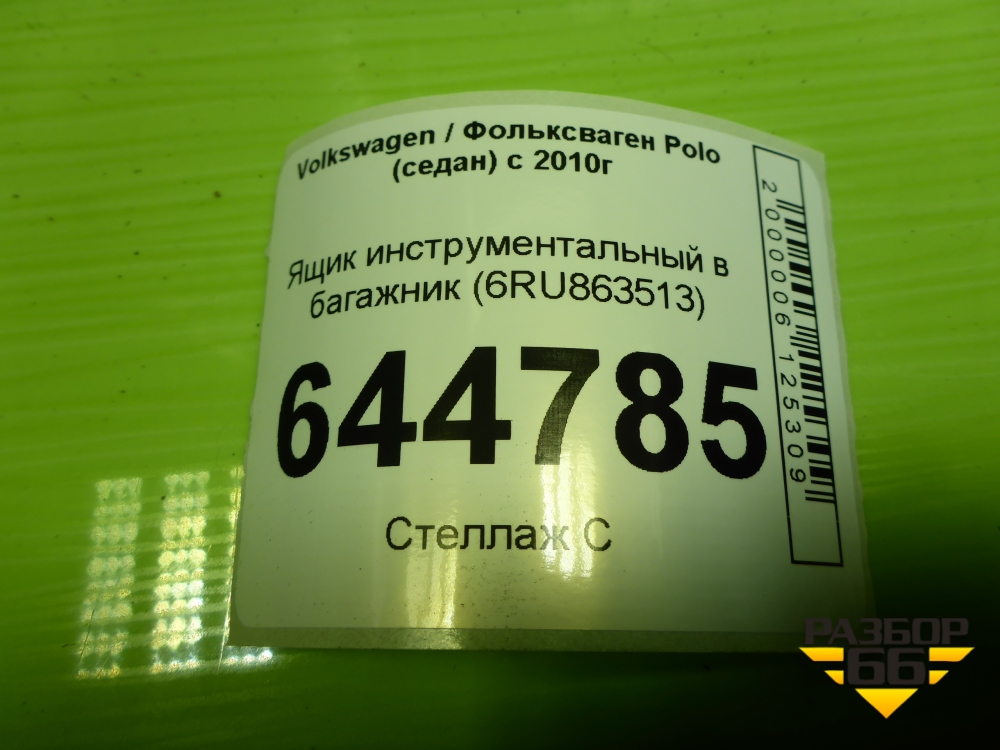 Volkswagen / Фольксваген Polo
(седан) с 2010г
Ящик инструментальный в
багажник (6RU863513)
644785
Стеллаж С
2000006125309
РАЗБОР
66